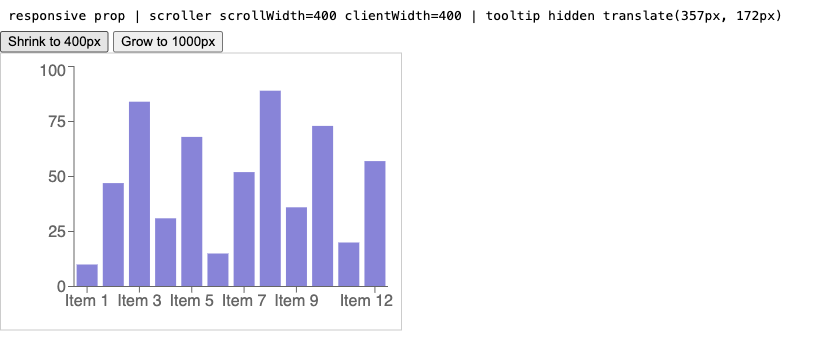 responsive prop | scroller scrollWidth=400 clientWidth=400 | tooltip hidden translate(357px, 172px)
Shrink to 400px Grow to 1000px
100
75
50
25
0
Item 1 Item 3 Item 5 Item 7 Item 9 Item 12